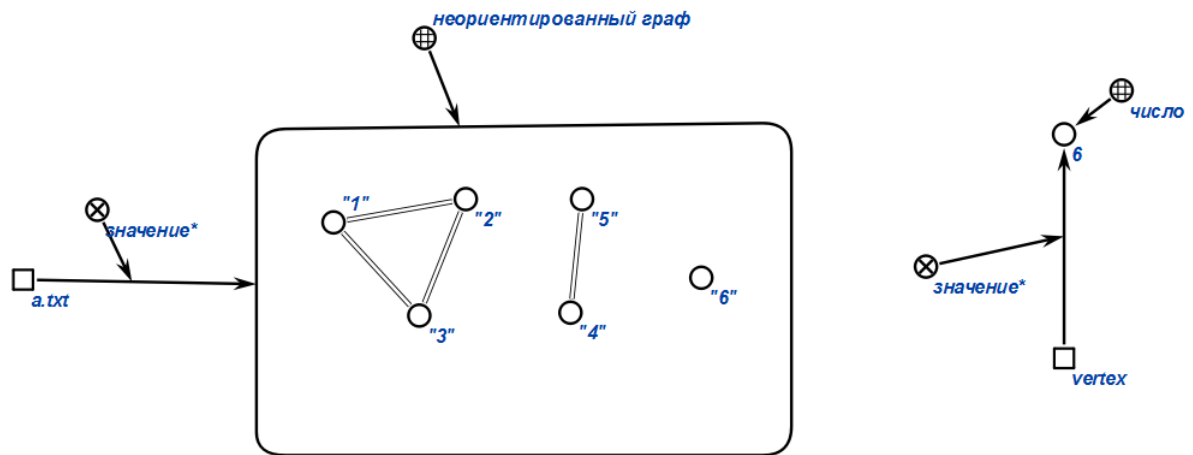 неориентированный граф
число
6
"1"
"2"
"5"
значение*
"6"
значение*
a.txt
"3"
"4"
vertex